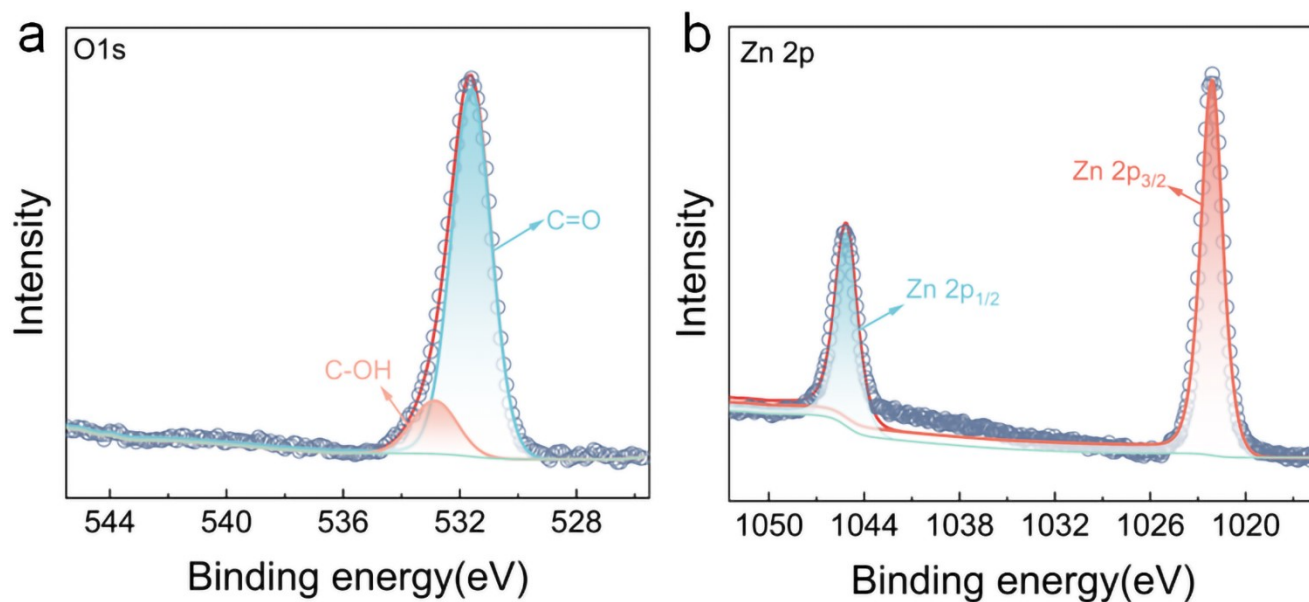 a
O1s
C=O
C-OH
Intensity
544 540 536 532 528
Binding energy(eV)
b
Zn 2p
Zn 2p3/2
Zn 2p1/2
Intensity
1050 1044 1038 1032 1026 1020
Binding energy(eV)